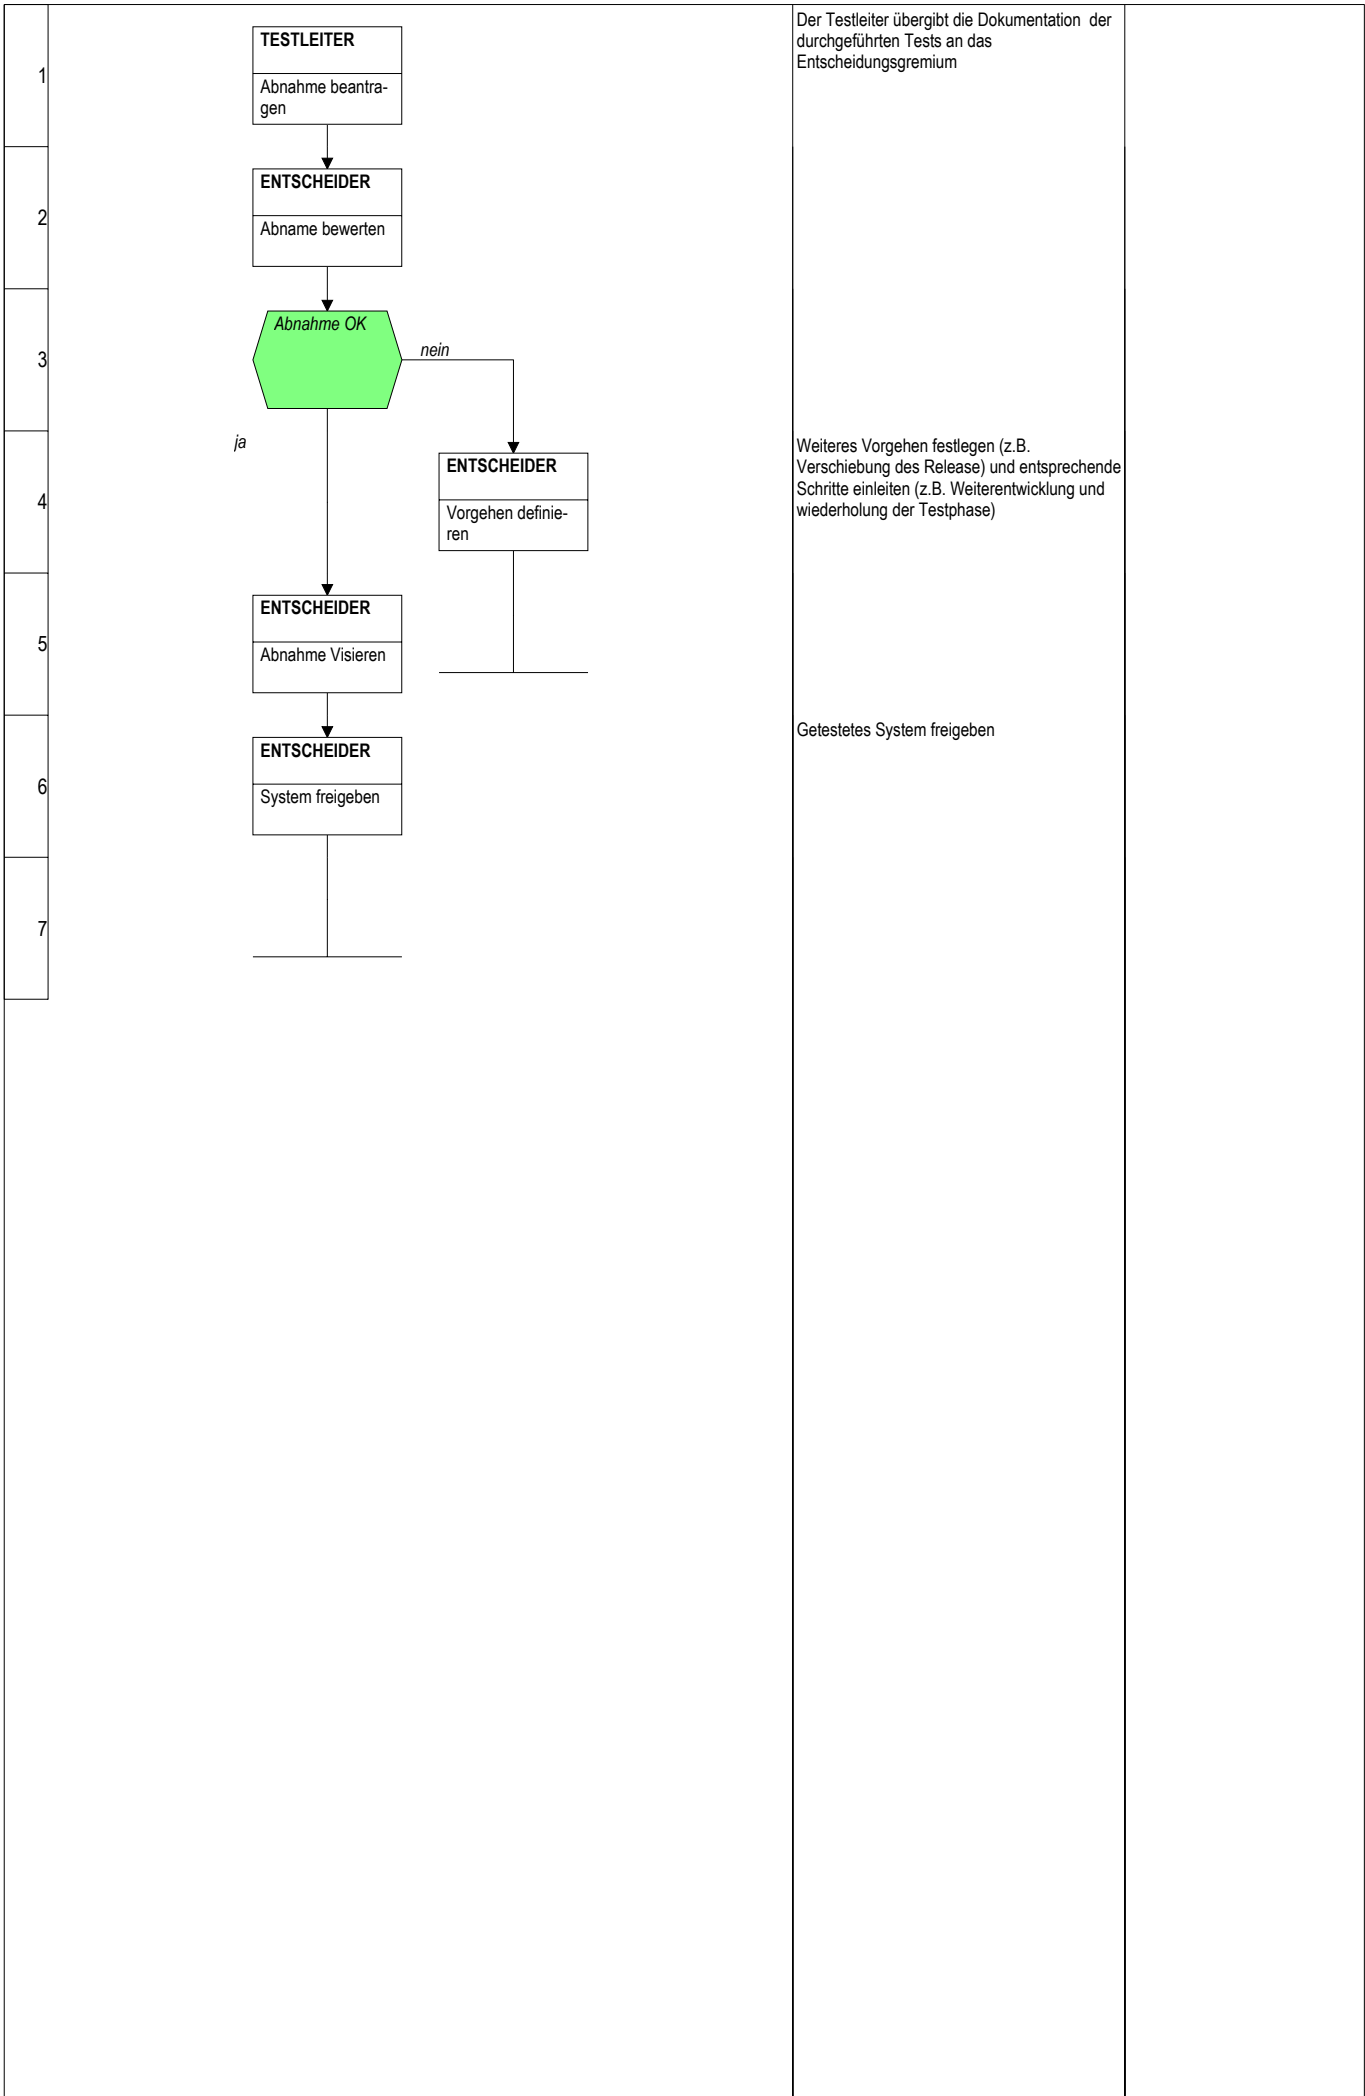 1
TESTLEITER
Abnahme beantra-
gen
Der Testleiter übergibt die Dokumentation  der
durchgeführten Tests an das
Entscheidungsgremium
2
ENTSCHEIDER
Abname bewerten
3
Abnahme OK
nein
ja
4
ENTSCHEIDER
Vorgehen definie-
ren
Weiteres Vorgehen festlegen (z.B.
Verschiebung des Release) und entsprechende
Schritte einleiten (z.B. Weiterentwicklung und
wiederholung der Testphase)
5
ENTSCHEIDER
Abnahme Visieren
6
ENTSCHEIDER
System freigeben
Getestetes System freigeben
7